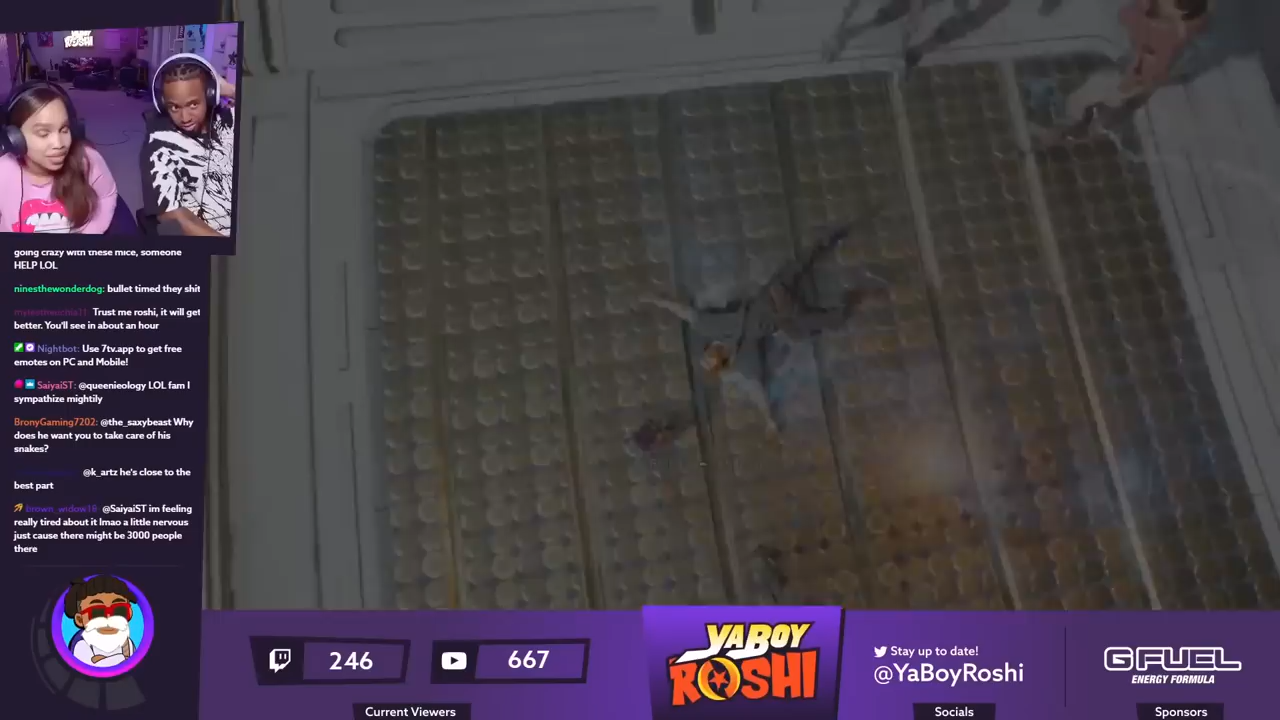 YABOY
ROSHI
going crazy with these mice, someone
HELP LOL
ninesthewonderdog: bullet timed they shit
Trust me roshi, it will get
better. You'll see in about an hour
Nightbot: Use 7tv.app to get free
emotes on PC and Mobile!
SaiyaiST: @queenieology LOL fam I
sympathize mightily
BronyGaming7202: @the_saxybeast Why
does he want you to take care of his
snakes?
@k_artz he's close to the
best part
brown_widow18 @SaiyaiST im feeling
really tired about it lmao a little nervous
just cause there might be 3000 people
there
246
667
Current Viewers
YABOY
ROSHI
Stay up to date!
@YaBoyRoshi
Socials
G FUEL
ENERGY FORMULA
Sponsors